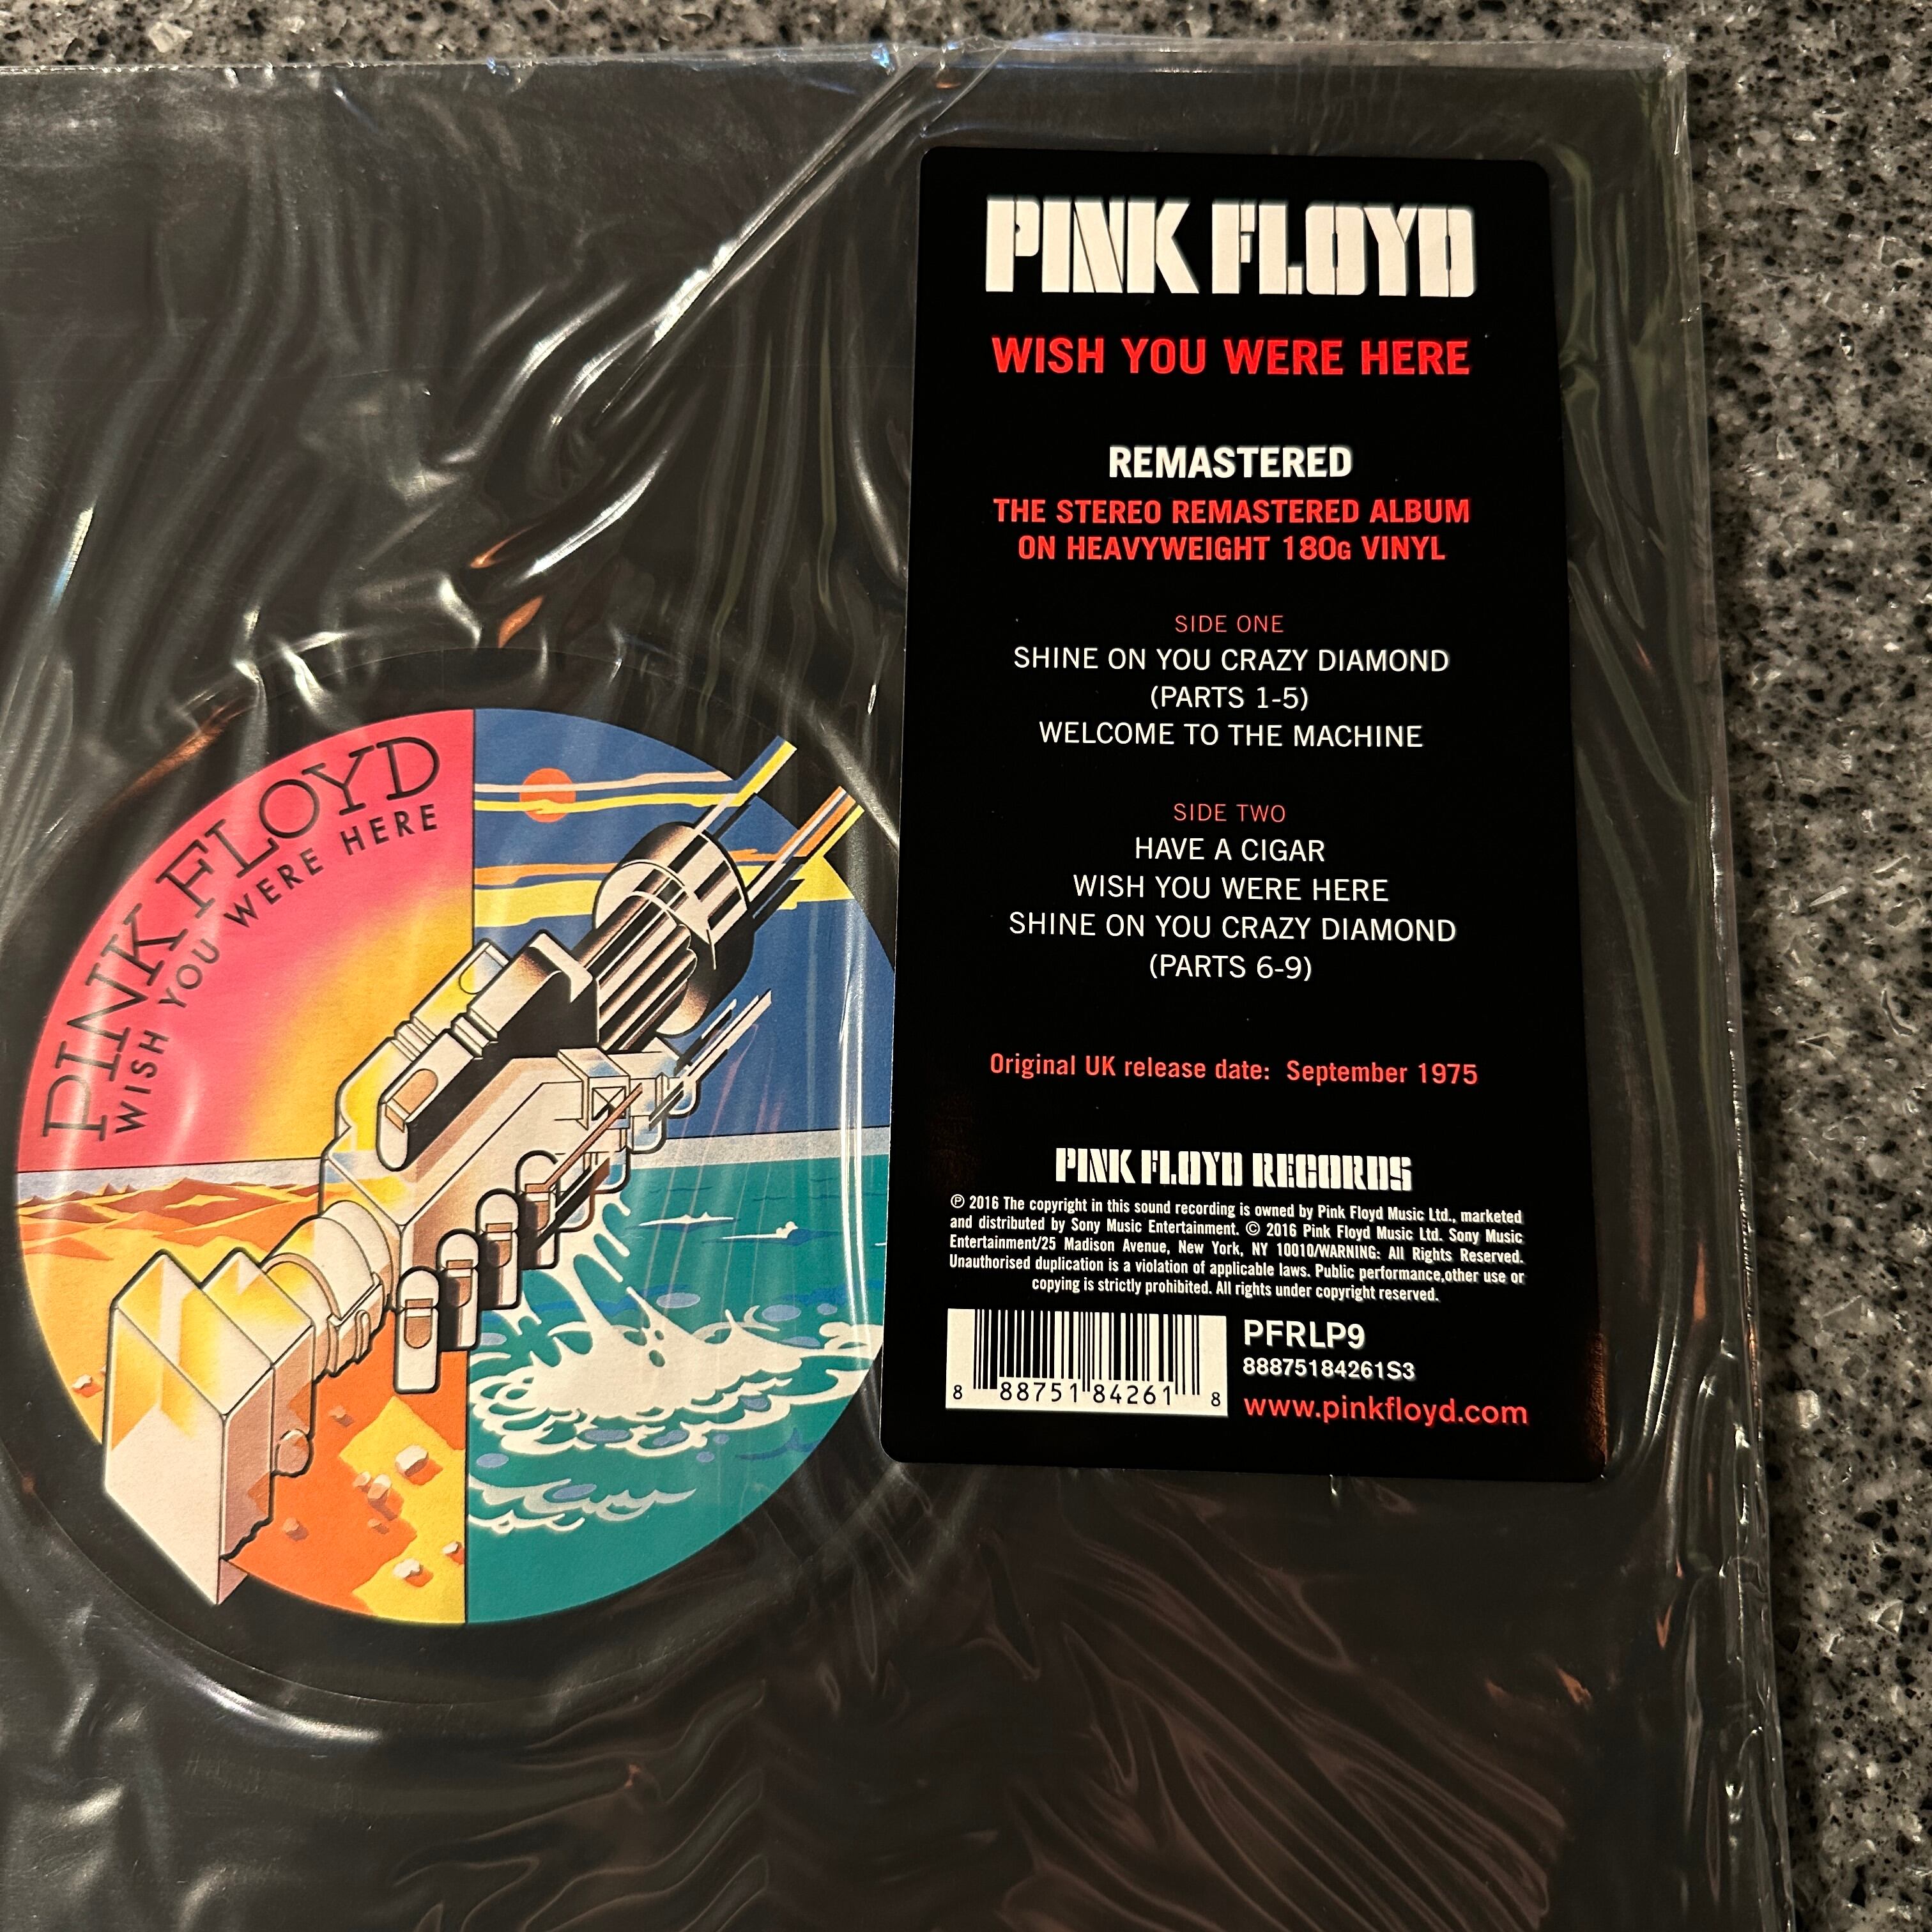 PINK FLOYD
WISH YOU WERE HERE
PINK FLOYD
WISH YOU WERE HERE
REMASTERED
THE STEREO REMASTERED ALBUM
ON HEAVYWEIGHT 180G VINYL
SIDE ONE
SHINE ON YOU CRAZY DIAMOND
(PARTS 1-5)
WELCOME TO THE MACHINE
SIDE TWO
HAVE A CIGAR
WISH YOU WERE HERE
SHINE ON YOU CRAZY DIAMOND
(PARTS 6-9)
Original UK release date: September 1975
PINK FLOYD RECORDS
℗ 2016 The copyright in this sound recording is owned by Pink Floyd Music Ltd., marketed
and distributed by Sony Music Entertainment. © 2016 Pink Floyd Music Ltd. Sony Music
Entertainment/25 Madison Avenue, New York, NY 10010/WARNING: All Rights Reserved.
Unauthorised duplication is a violation of applicable laws. Public performance,other use or
copying is strictly prohibited. All rights under copyright reserved.
8 88751 84261 8
PFRLP9
88875184261S3
www.pinkfloyd.com